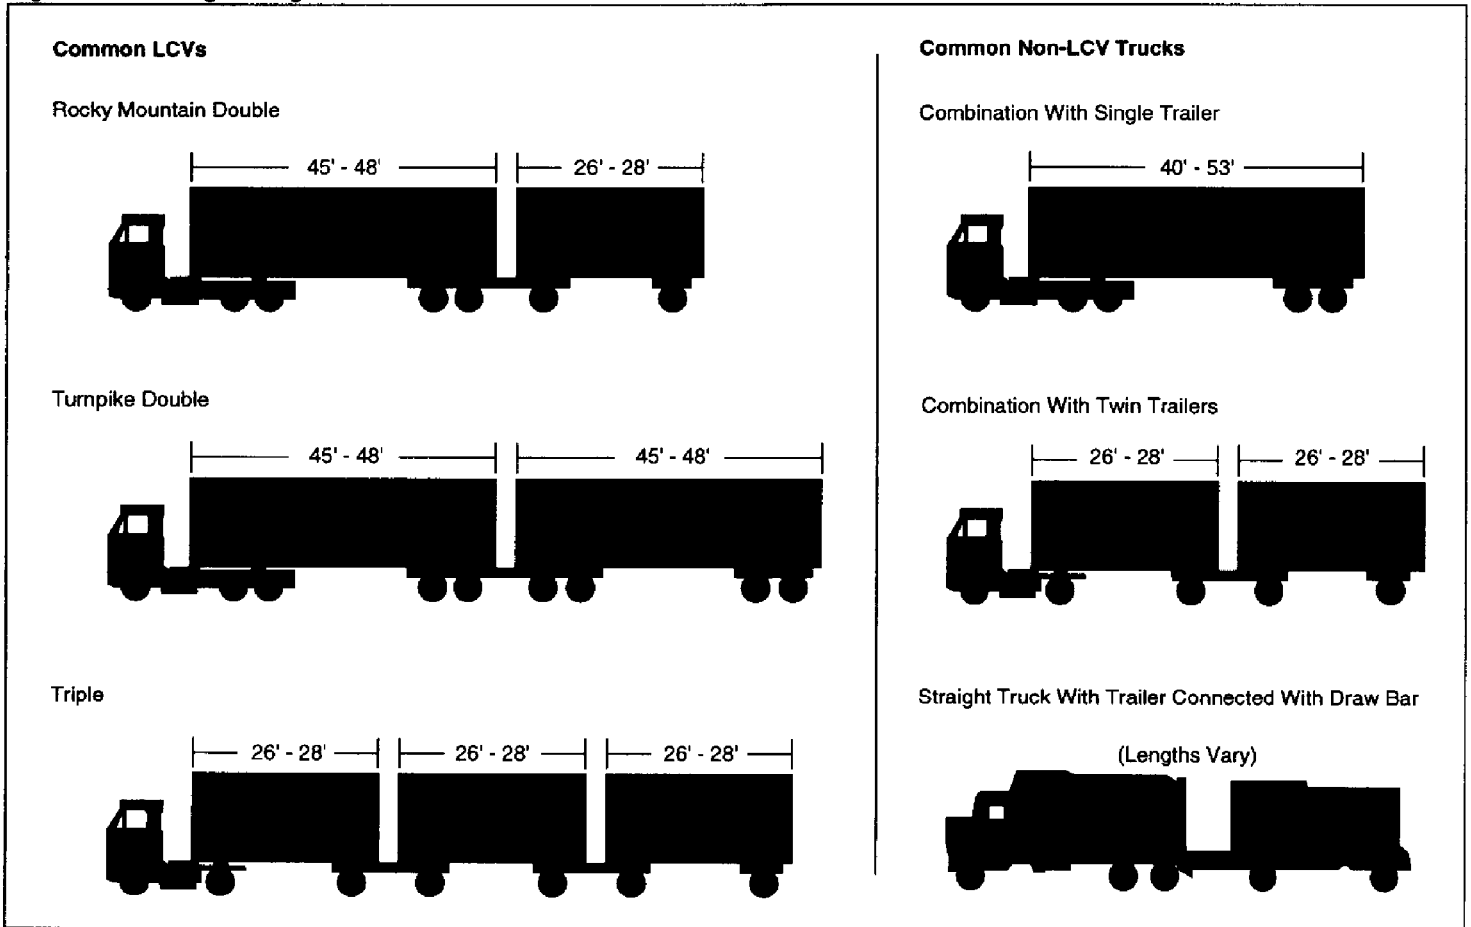 Common LCVs
Rocky Mountain Double
45' - 48' 26' - 28'
Turnpike Double
45' - 48' 45' - 48'
Triple
26' - 28' 26' - 28' 26' - 28'
Common Non-LCV Trucks
Combination With Single Trailer
40' - 53'
Combination With Twin Trailers
26' - 28' 26' - 28'
Straight Truck With Trailer Connected With Draw Bar
(Lengths Vary)